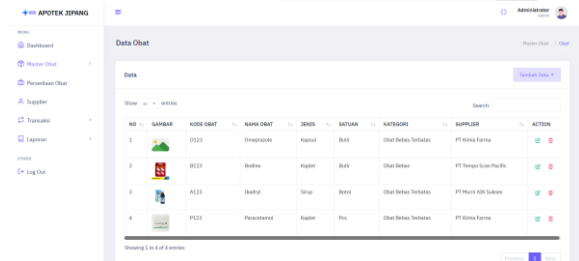 APOTEK JIPANG
Administrator
Admin
MENU
Dashboard
Master Obat
Persediaan Obat
Supplier
Transaksi
Laporan
OTHER
Log Out
Data Obat
Master Obat / Obat
Data
Tambah Data +
Show 10 entries
Search:
NO GAMBAR KODE OBAT NAMA OBAT JENIS SATUAN KATEGORI SUPPLIER ACTION
1 O123 Omeprazole Kapsul Butir Obat Bebas Terbatas PT Kimia Farma
2 B123 Bodrex Kaplet Butir Obat Bebas PT Tempo Scan Pacific
3 A123 Ikadryl Sirup Botol Obat Bebas Terbatas PT Murni Asli Sukses
4 P123 Paracetamol Kaplet Pcs Obat Bebas Terbatas PT Kimia Farma
Showing 1 to 4 of 4 entries
Previous 1 Next